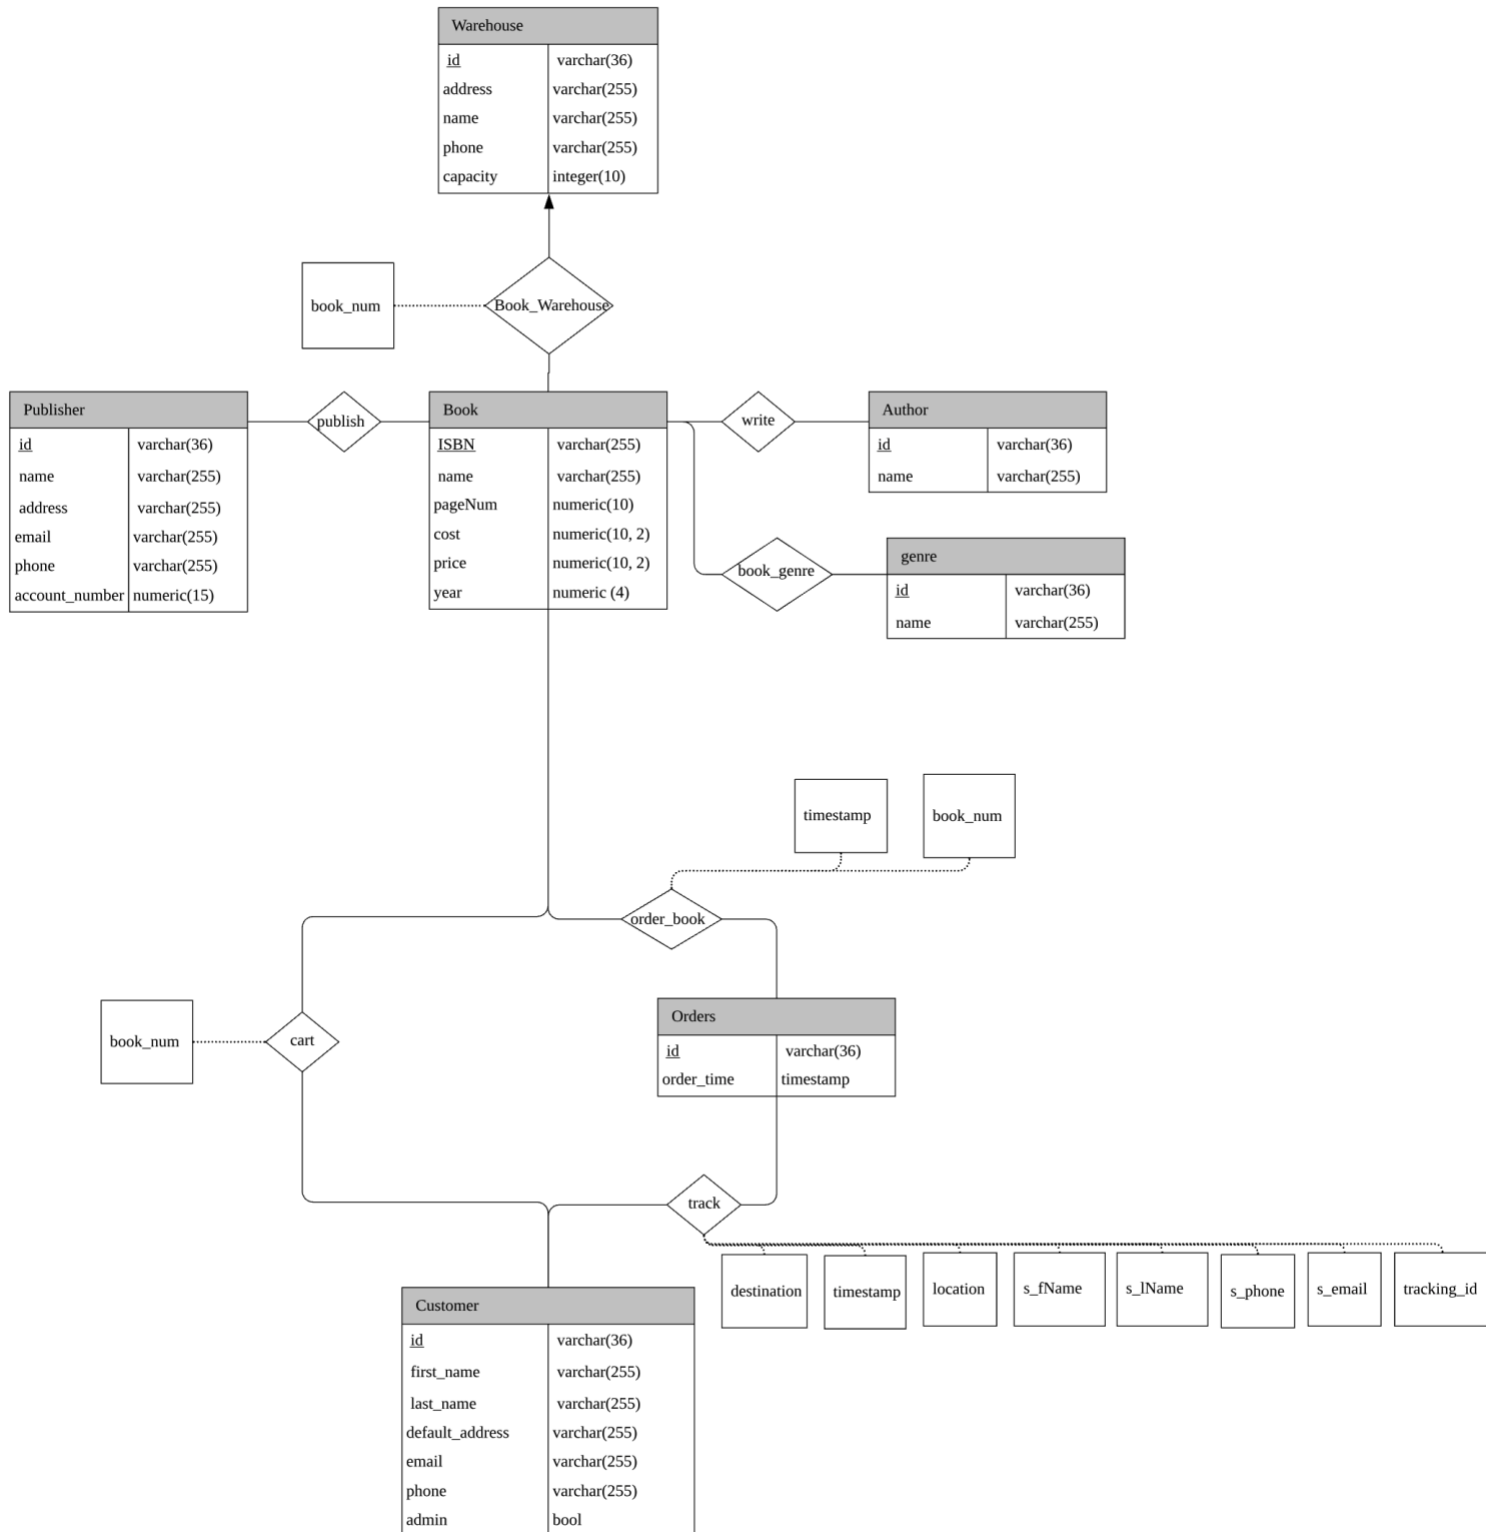 Warehouse
id varchar(36)
address varchar(255)
name varchar(255)
phone varchar(255)
capacity integer(10)
book_num
Book_Warehouse
Publisher
id varchar(36)
name varchar(255)
address varchar(255)
email varchar(255)
phone varchar(255)
account_number numeric(15)
publish
Book
ISBN varchar(255)
name varchar(255)
pageNum numeric(10)
cost numeric(10, 2)
price numeric(10, 2)
year numeric (4)
write
Author
id varchar(36)
name varchar(255)
book_genre
genre
id varchar(36)
name varchar(255)
timestamp
book_num
order_book
book_num
cart
Orders
id varchar(36)
order_time timestamp
track
destination
timestamp
location
s_fName
s_lName
s_phone
s_email
tracking_id
Customer
id varchar(36)
first_name varchar(255)
last_name varchar(255)
default_address varchar(255)
email varchar(255)
phone varchar(255)
admin bool